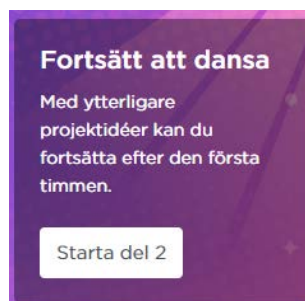 Fortsätt att dansa
Med ytterligare
projektidéer kan du
fortsätta efter den första
timmen.
Starta del 2